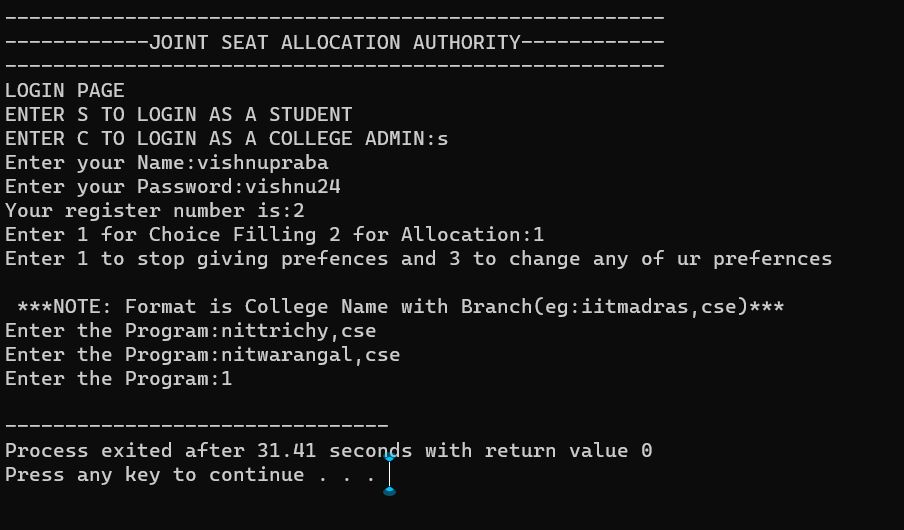 -------------------------------------------------------
------------JOINT SEAT ALLOCATION AUTHORITY------------
-------------------------------------------------------
LOGIN PAGE
ENTER S TO LOGIN AS A STUDENT
ENTER C TO LOGIN AS A COLLEGE ADMIN:s
Enter your Name:vishnupraba
Enter your Password:vishnu24
Your register number is:2
Enter 1 for Choice Filling 2 for Allocation:1
Enter 1 to stop giving prefences and 3 to change any of ur prefernces
***NOTE: Format is College Name with Branch(eg:iitmadras,cse)***
Enter the Program:nittrichy,cse
Enter the Program:nitwarangal,cse
Enter the Program:1
--------------------------------
Process exited after 31.41 seconds with return value 0
Press any key to continue . . .